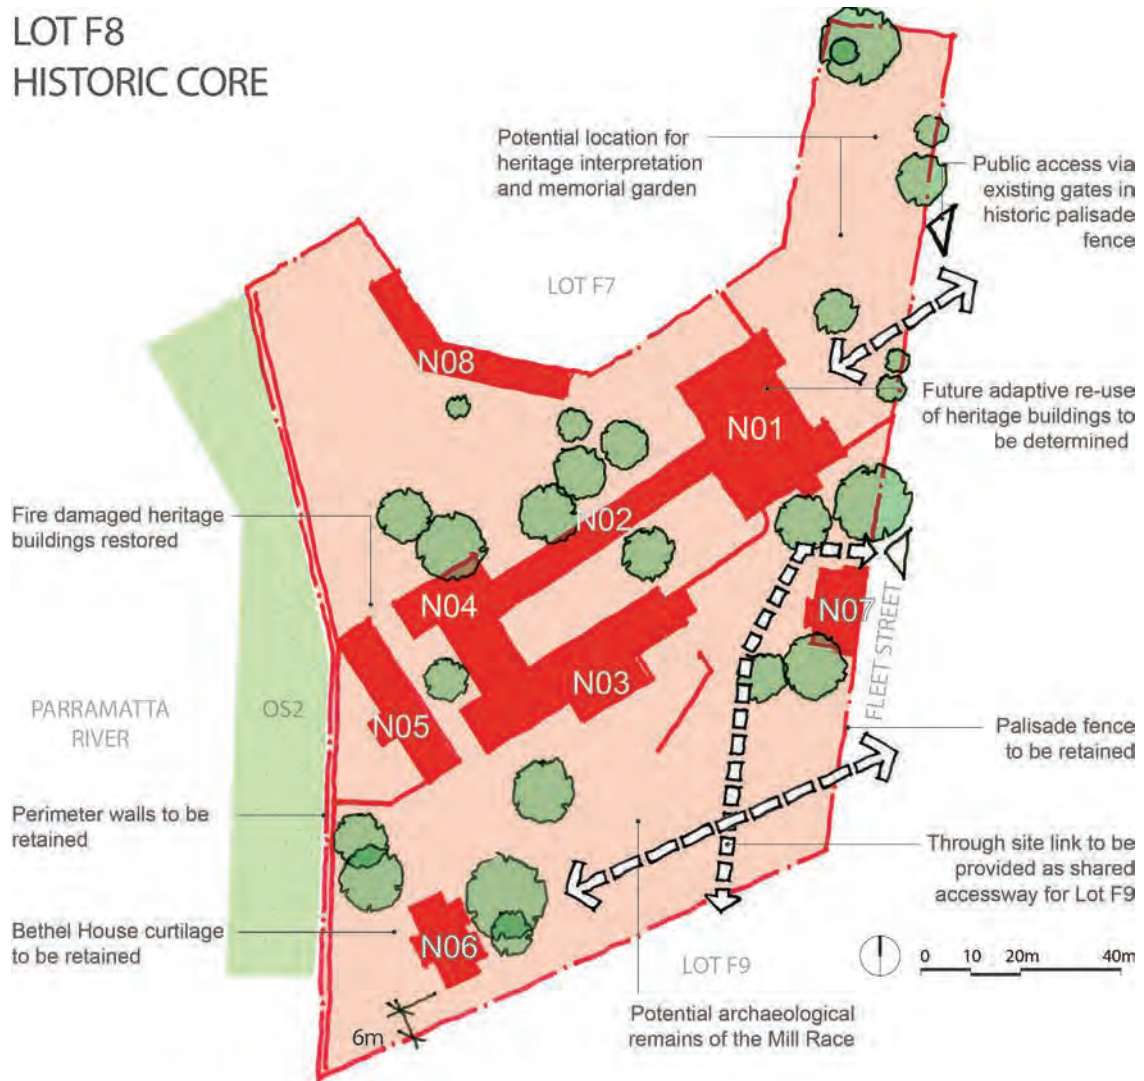 LOT F8
HISTORIC CORE
Potential location for
heritage interpretation
and memorial garden
Public access via
existing gates in
historic palisade
fence
LOT F7
N08
N01
Future adaptive re-use
of heritage buildings to
be determined
Fire damaged heritage
buildings restored
N02
N04
N07
N03
N05
FLEET STREET
PARRAMATTA
RIVER
OS2
Palisade fence
to be retained
Perimeter walls to be
retained
Through site link to be
provided as shared
accessway for Lot F9
Bethel House curtilage
to be retained
N06
LOT F9
0 10 20m 40m
Potential archaeological
remains of the Mill Race
6m